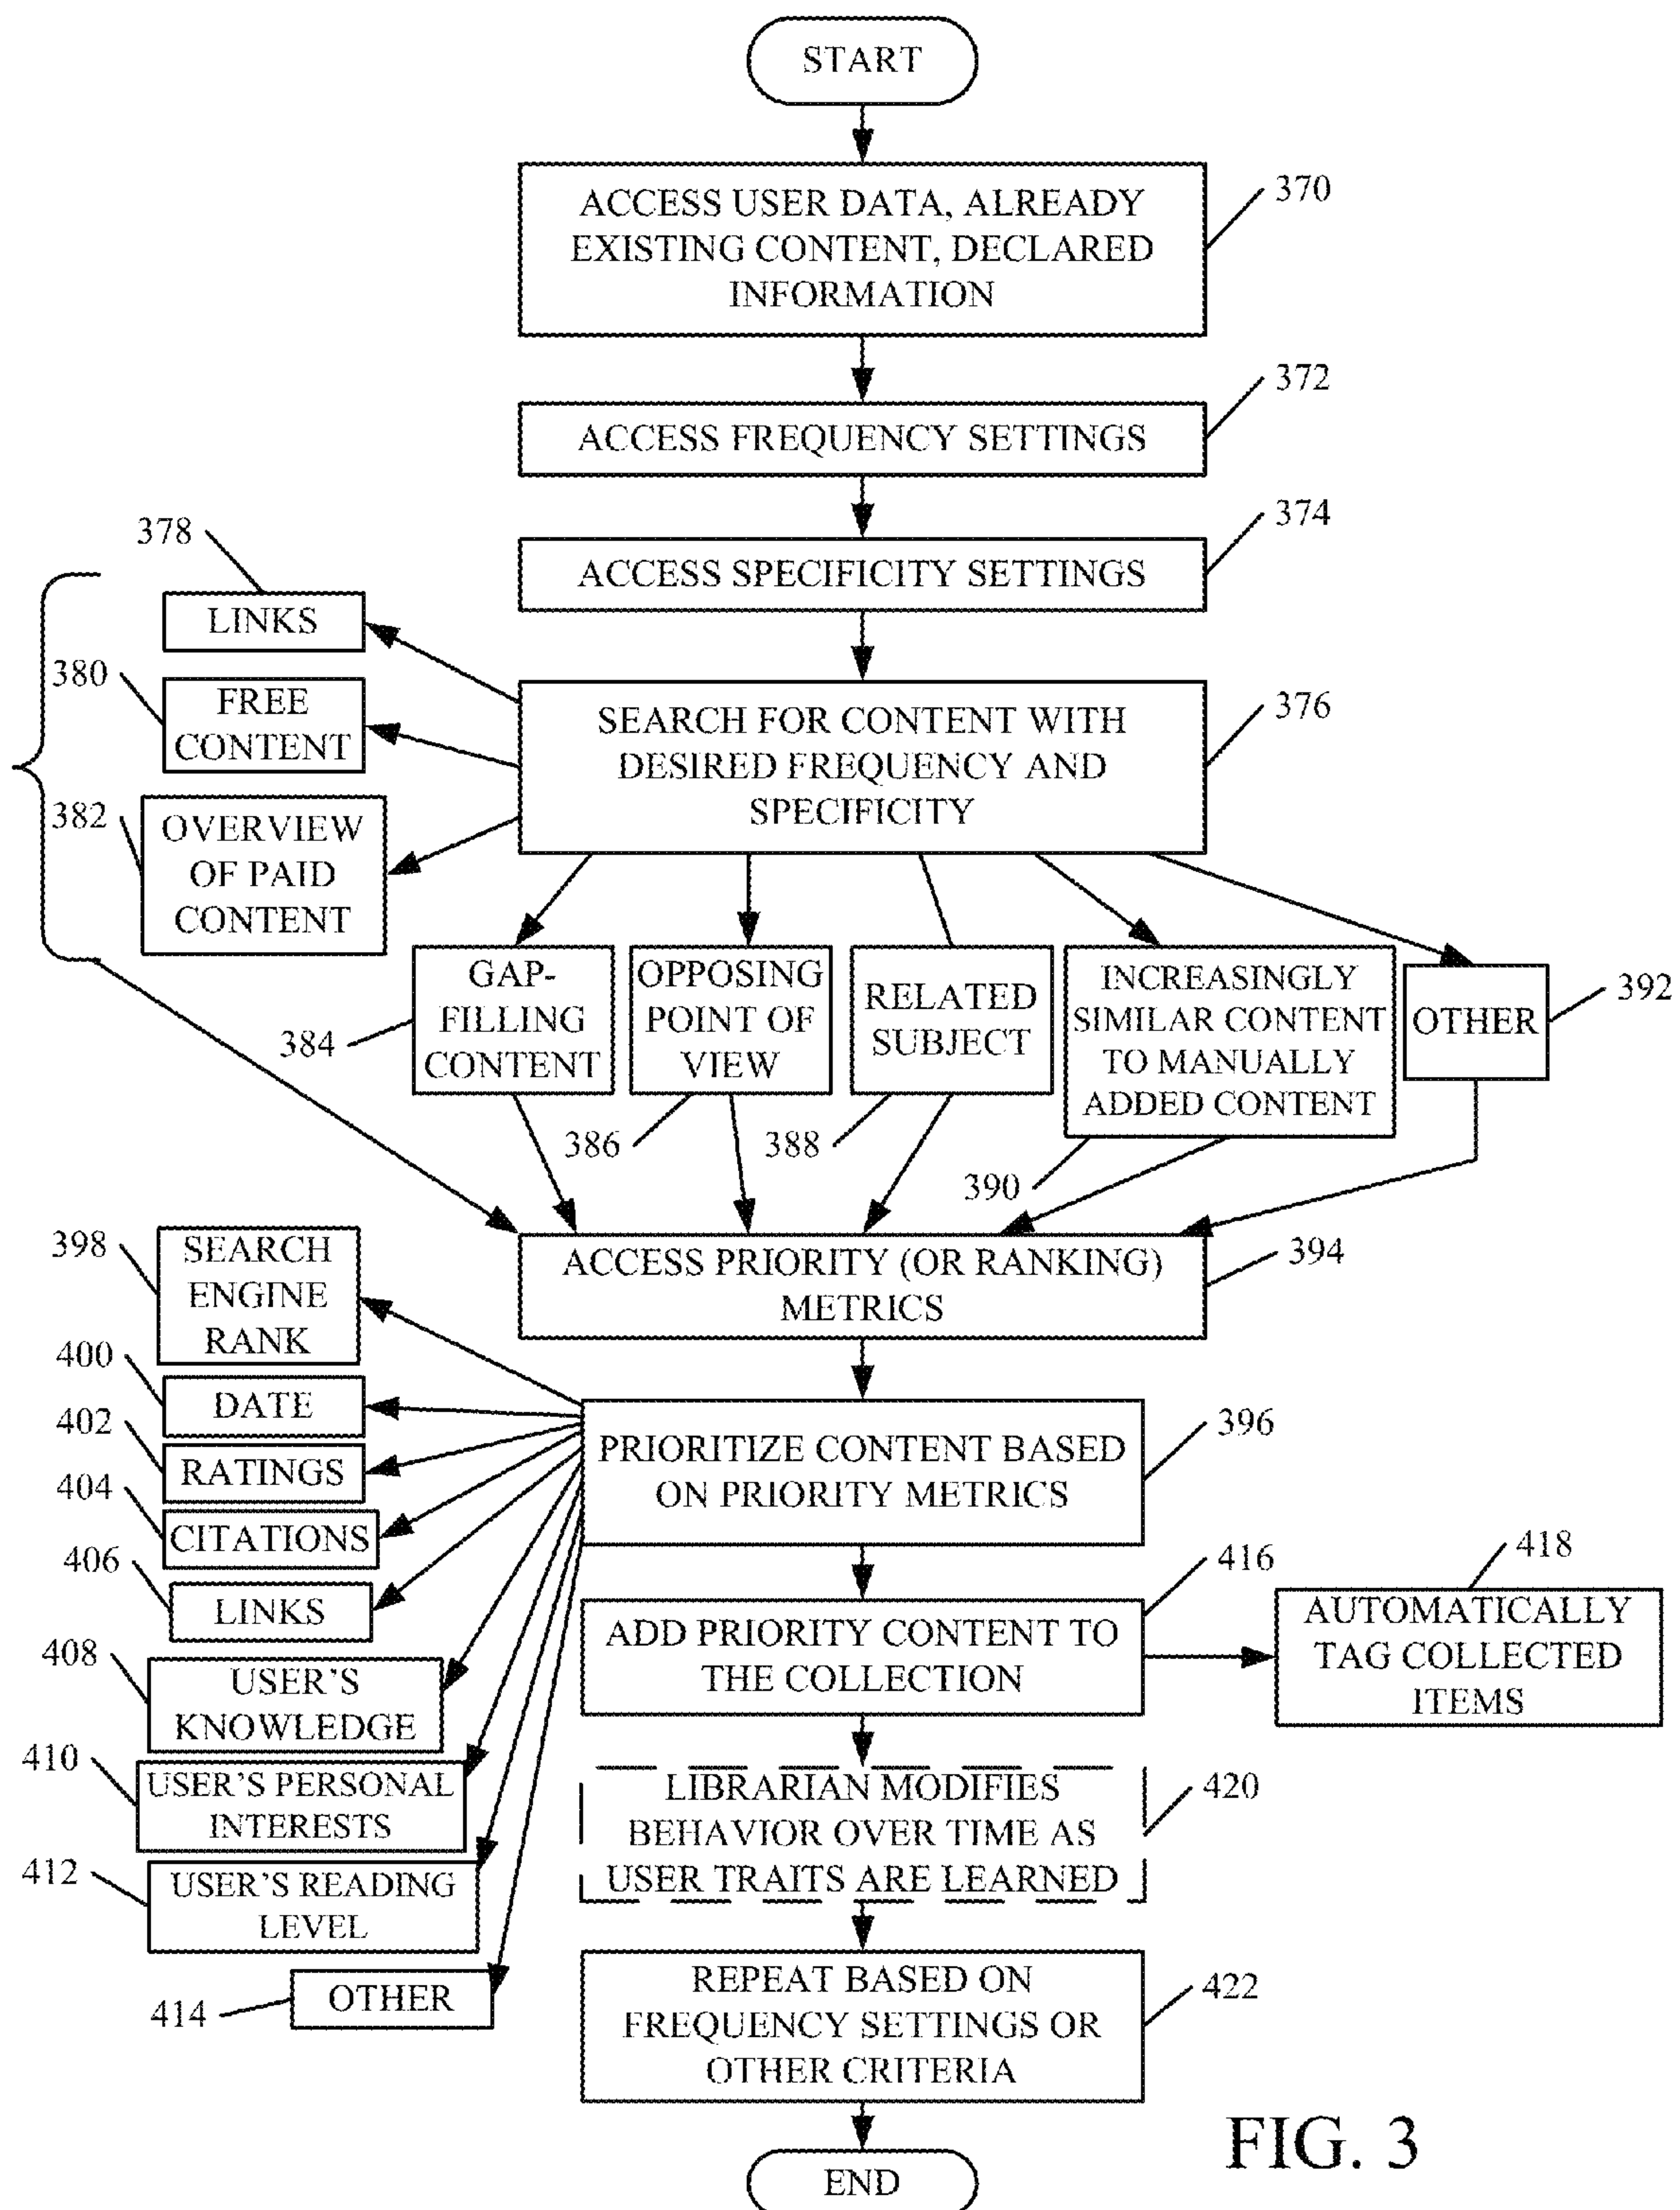 START
ACCESS USER DATA, ALREADY
EXISTING CONTENT, DECLARED
INFORMATION
370
ACCESS FREQUENCY SETTINGS
372
ACCESS SPECIFICITY SETTINGS
374
SEARCH FOR CONTENT WITH
DESIRED FREQUENCY AND
SPECIFICITY
376
378
LINKS
380
FREE
CONTENT
382
OVERVIEW
OF PAID
CONTENT
GAP-
FILLING
CONTENT
384
OPPOSING
POINT OF
VIEW
386
RELATED
SUBJECT
388
INCREASINGLY
SIMILAR CONTENT
TO MANUALLY
ADDED CONTENT
390
OTHER
392
ACCESS PRIORITY (OR RANKING)
METRICS
394
PRIORITIZE CONTENT BASED
ON PRIORITY METRICS
396
398
SEARCH
ENGINE
RANK
400
DATE
402
RATINGS
404
CITATIONS
406
LINKS
408
USER'S
KNOWLEDGE
410
USER'S PERSONAL
INTERESTS
412
USER'S READING
LEVEL
414
OTHER
ADD PRIORITY CONTENT TO
THE COLLECTION
416
AUTOMATICALLY
TAG COLLECTED
ITEMS
418
LIBRARIAN MODIFIES
BEHAVIOR OVER TIME AS
USER TRAITS ARE LEARNED
420
REPEAT BASED ON
FREQUENCY SETTINGS OR
OTHER CRITERIA
422
END
FIG. 3